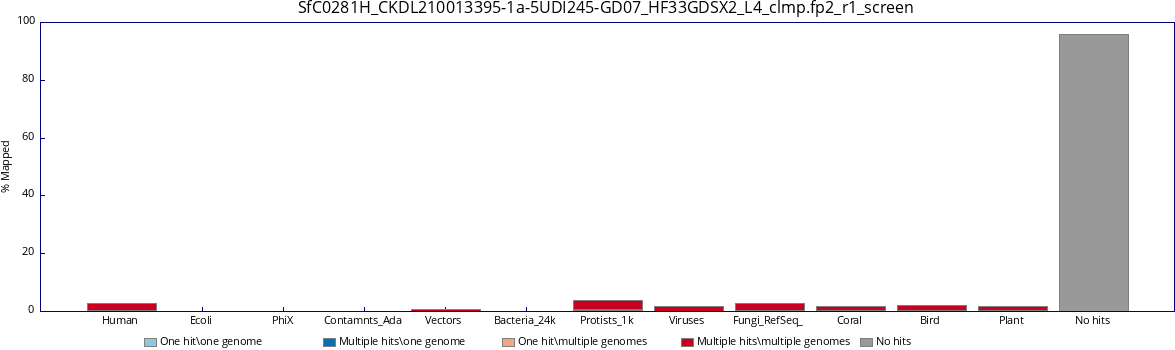 SfC0281H_CKDL210013395-1a-5UDI245-GD07_HF33GDSX2_L4_clmp.fp2_r1_screen
100
80
60
40
20
0
% Mapped
Human Ecoli PhiX Contamnts_Ada Vectors Bacteria_24k Protists_1k Viruses Fungi_RefSeq_ Coral Bird Plant No hits
One hit\one genome Multiple hits\one genome One hit\multiple genomes Multiple hits\multiple genomes No hits